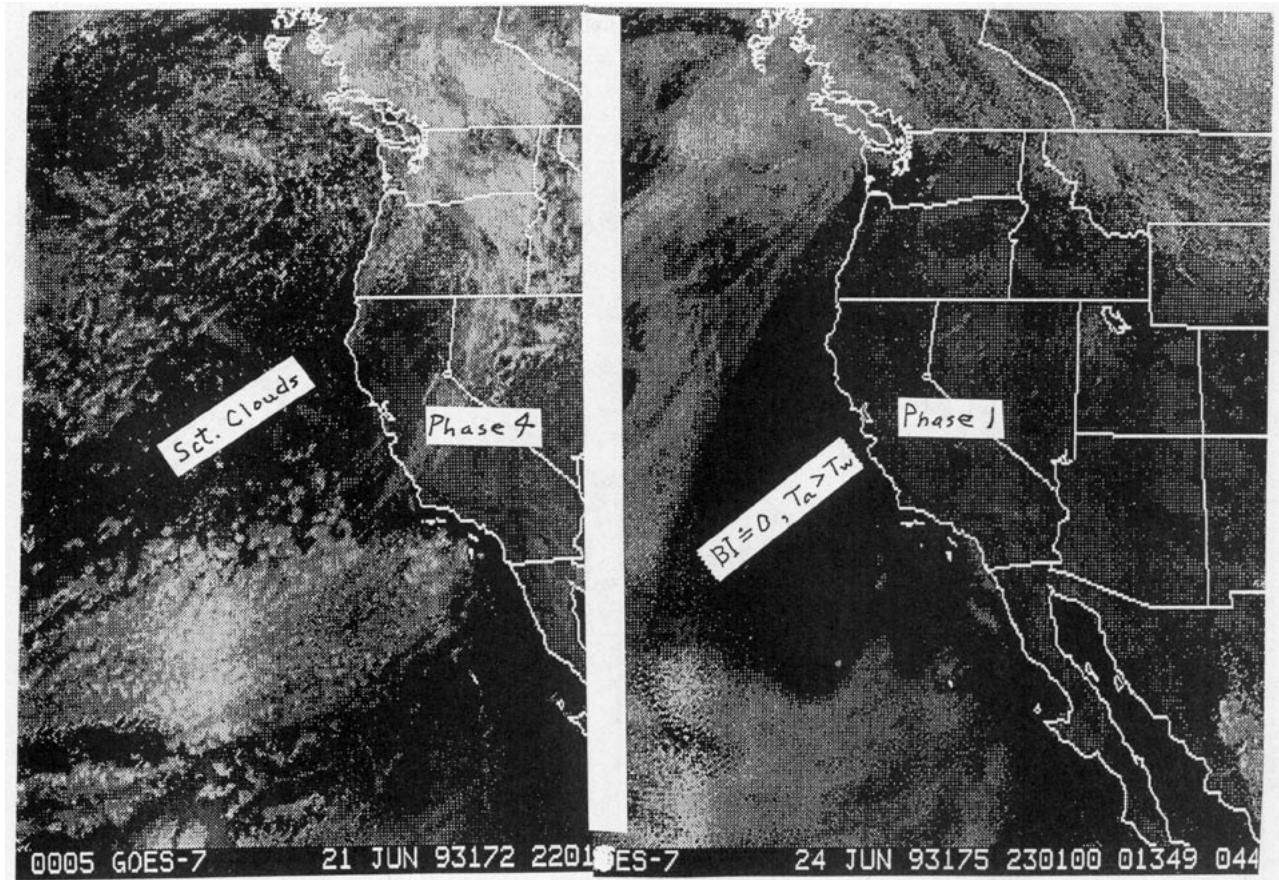 Sct. Clouds
Phase 4
0005 GOES-7 21 JUN 93172 2201
Phase 1
BI≐0, Ta>Tw
ES-7 24 JUN 93175 230100 01349 044